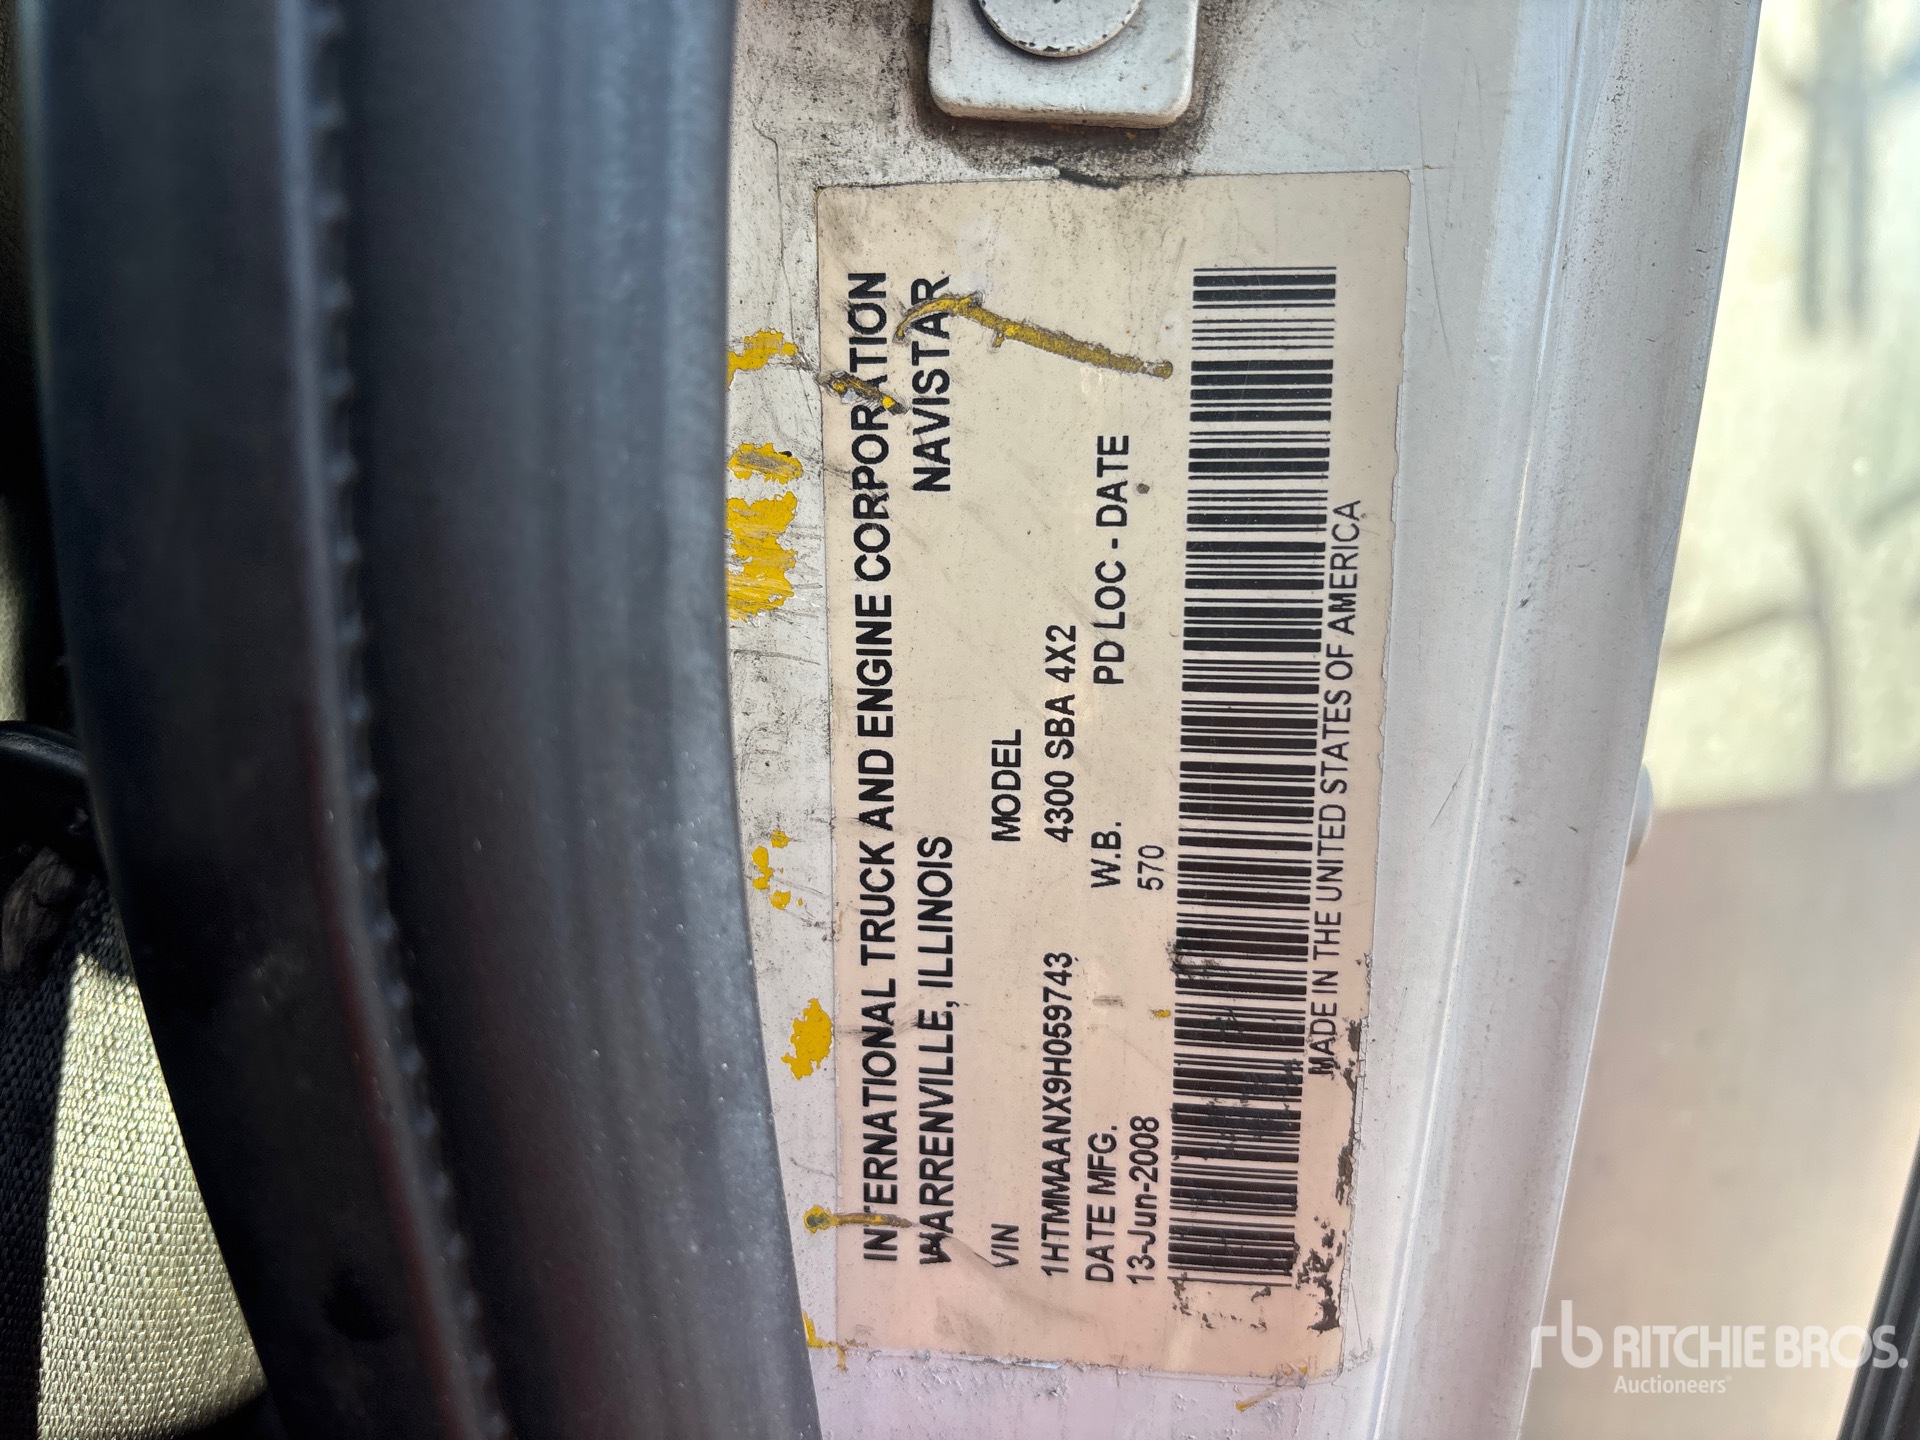 INTERNATIONAL TRUCK AND ENGINE CORPORATION
WARRENVILLE, ILLINOIS NAVISTAR
VIN MODEL
1HTMMAANX9H059743 4300 SBA 4X2
DATE MFG. W.B. PD LOC - DATE
13-Jun-2008 570
MADE IN THE UNITED STATES OF AMERICA
rb RITCHIE BROS.
Auctioneers